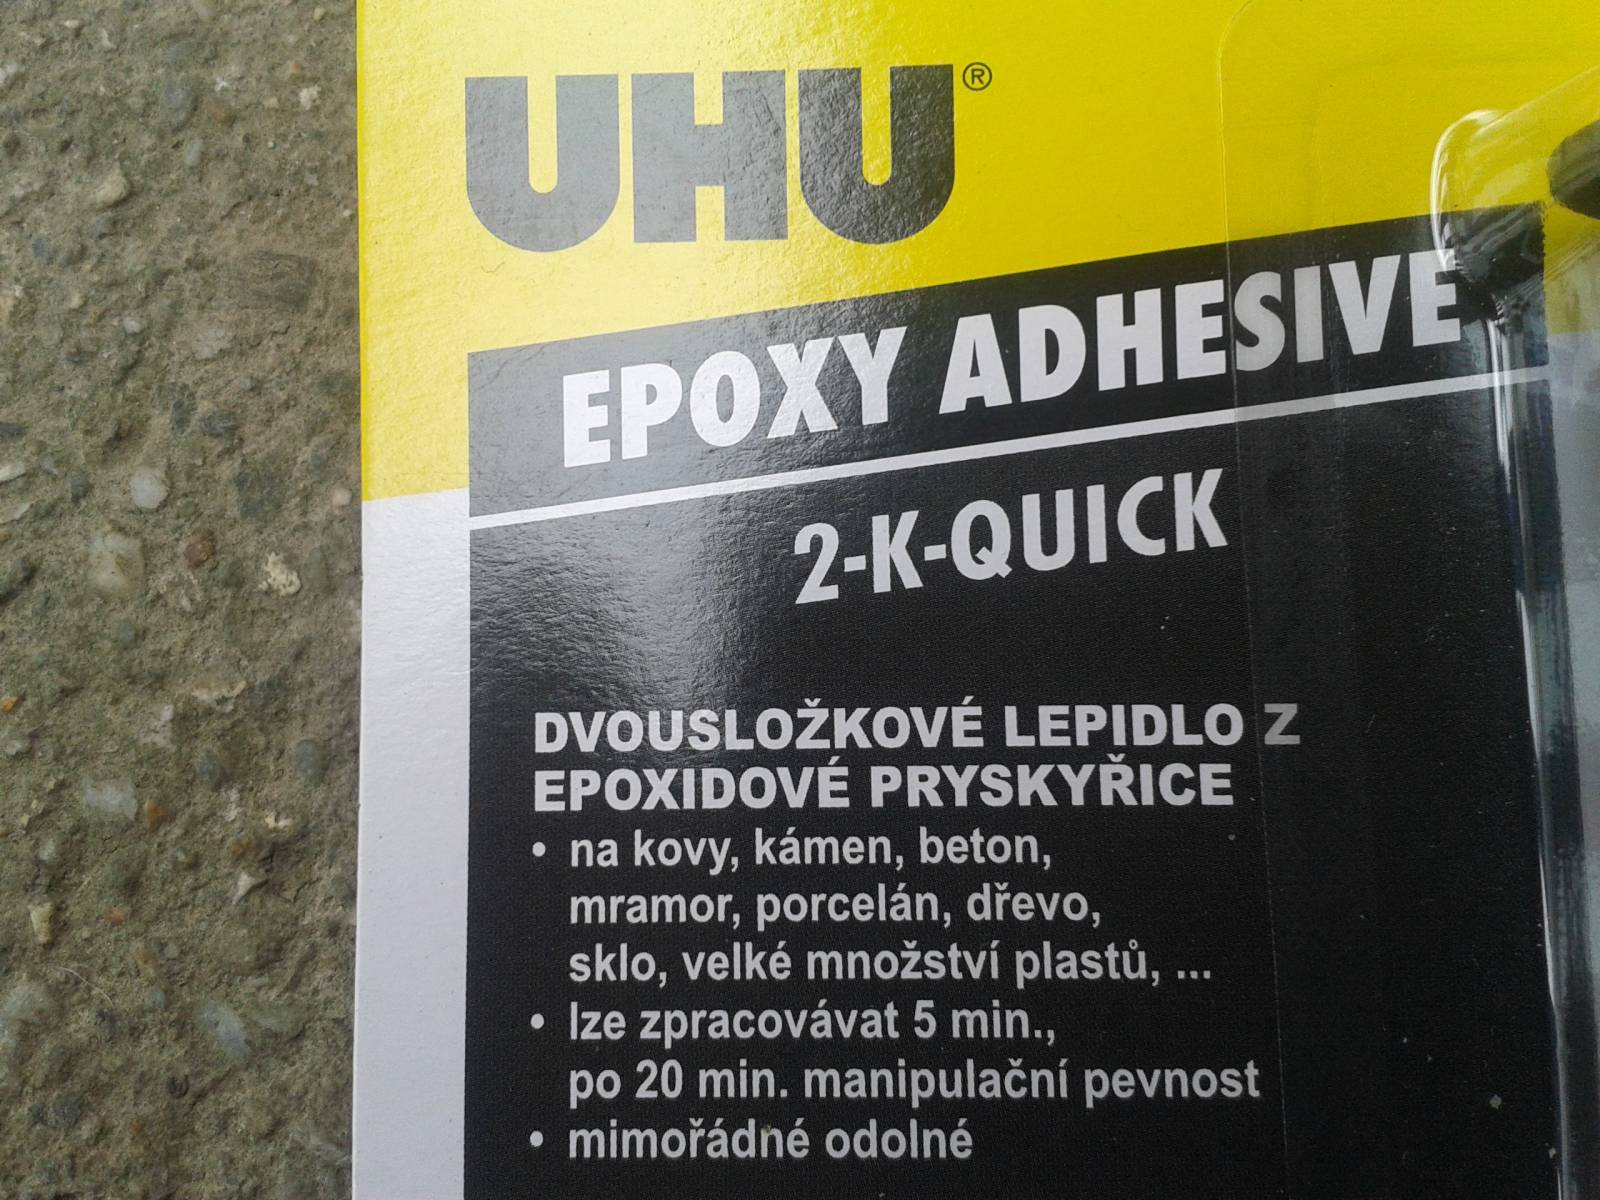 UHU®
EPOXY ADHESIVE
2-K-QUICK
DVOUSLOŽKOVÉ LEPIDLO Z
EPOXIDOVÉ PRYSKYŘICE
• na kovy, kámen, beton,
mramor, porcelán, dřevo,
sklo, velké množství plastů, ...
• lze zpracovávat 5 min.,
po 20 min. manipulační pevnost
• mimořádné odolné